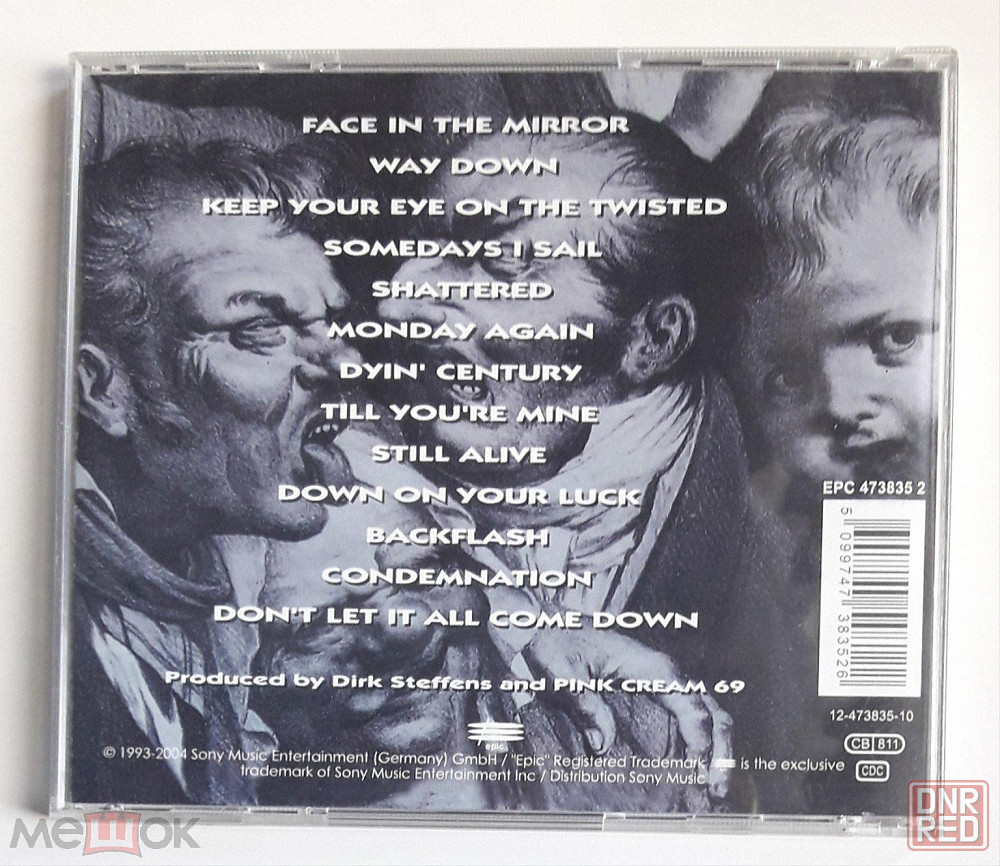 FACE IN THE MIRROR
WAY DOWN
KEEP YOUR EYE ON THE TWISTED
SOMEDAYS I SAIL
SHATTERED
MONDAY AGAIN
DYIN' CENTURY
TILL YOU'RE MINE
STILL ALIVE
DOWN ON YOUR LUCK
BACKFLASH
CONDEMNATION
DON'T LET IT ALL COME DOWN
Produced by Dirk Steffens and PINK CREAM 69
epic
© 1993-2004 Sony Music Entertainment (Germany) GmbH / "Epic" Registered Trademark / is the exclusive
trademark of Sony Music Entertainment Inc / Distribution Sony Music
EPC 473835 2
5 099747 383526
12-473835-10
CB 811
CDC
мешок
DNR
RED